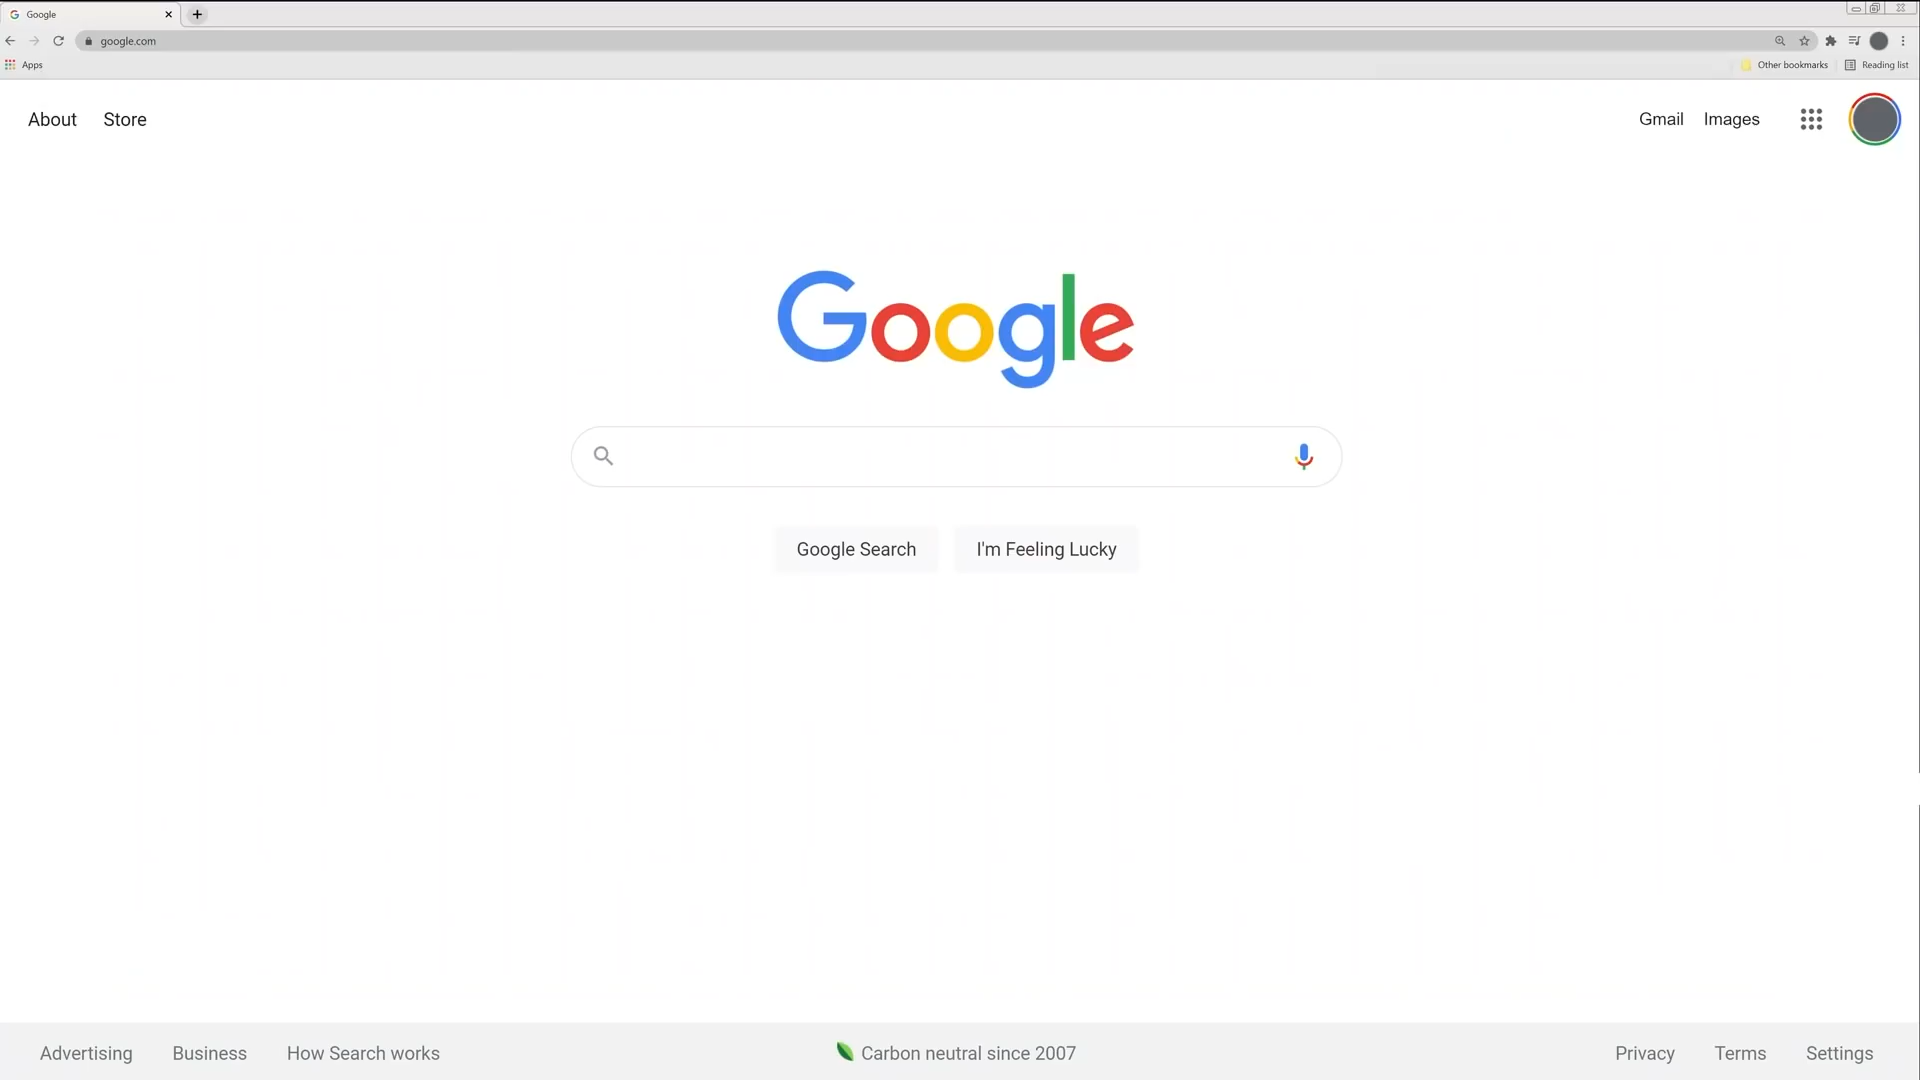 Google
google.com
Apps
Other bookmarks
Reading list
About Store
Gmail Images
Google
Google Search
I'm Feeling Lucky
Advertising Business How Search works
Carbon neutral since 2007
Privacy Terms Settings